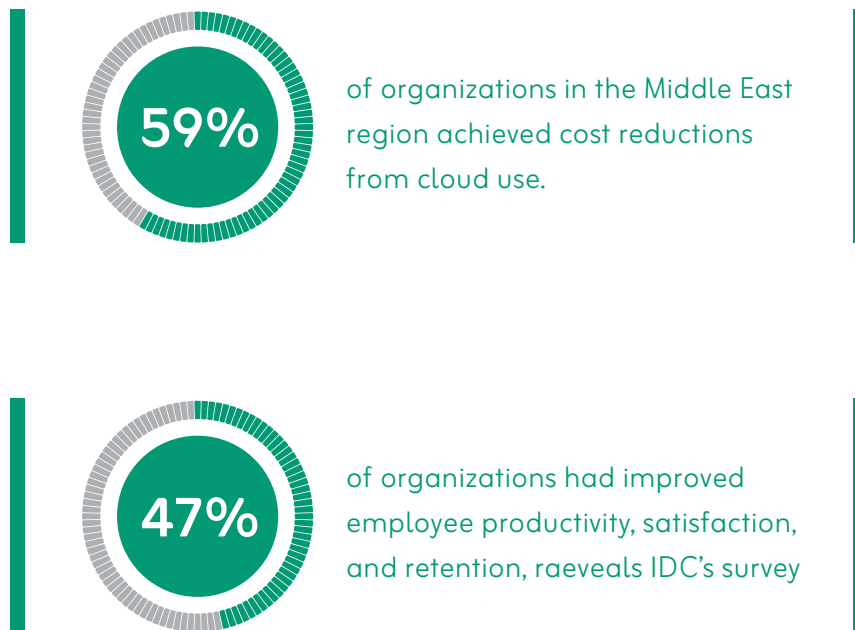 59%
of organizations in the Middle East
region achieved cost reductions
from cloud use.
47%
of organizations had improved
employee productivity, satisfaction,
and retention, raeveals IDC’s survey